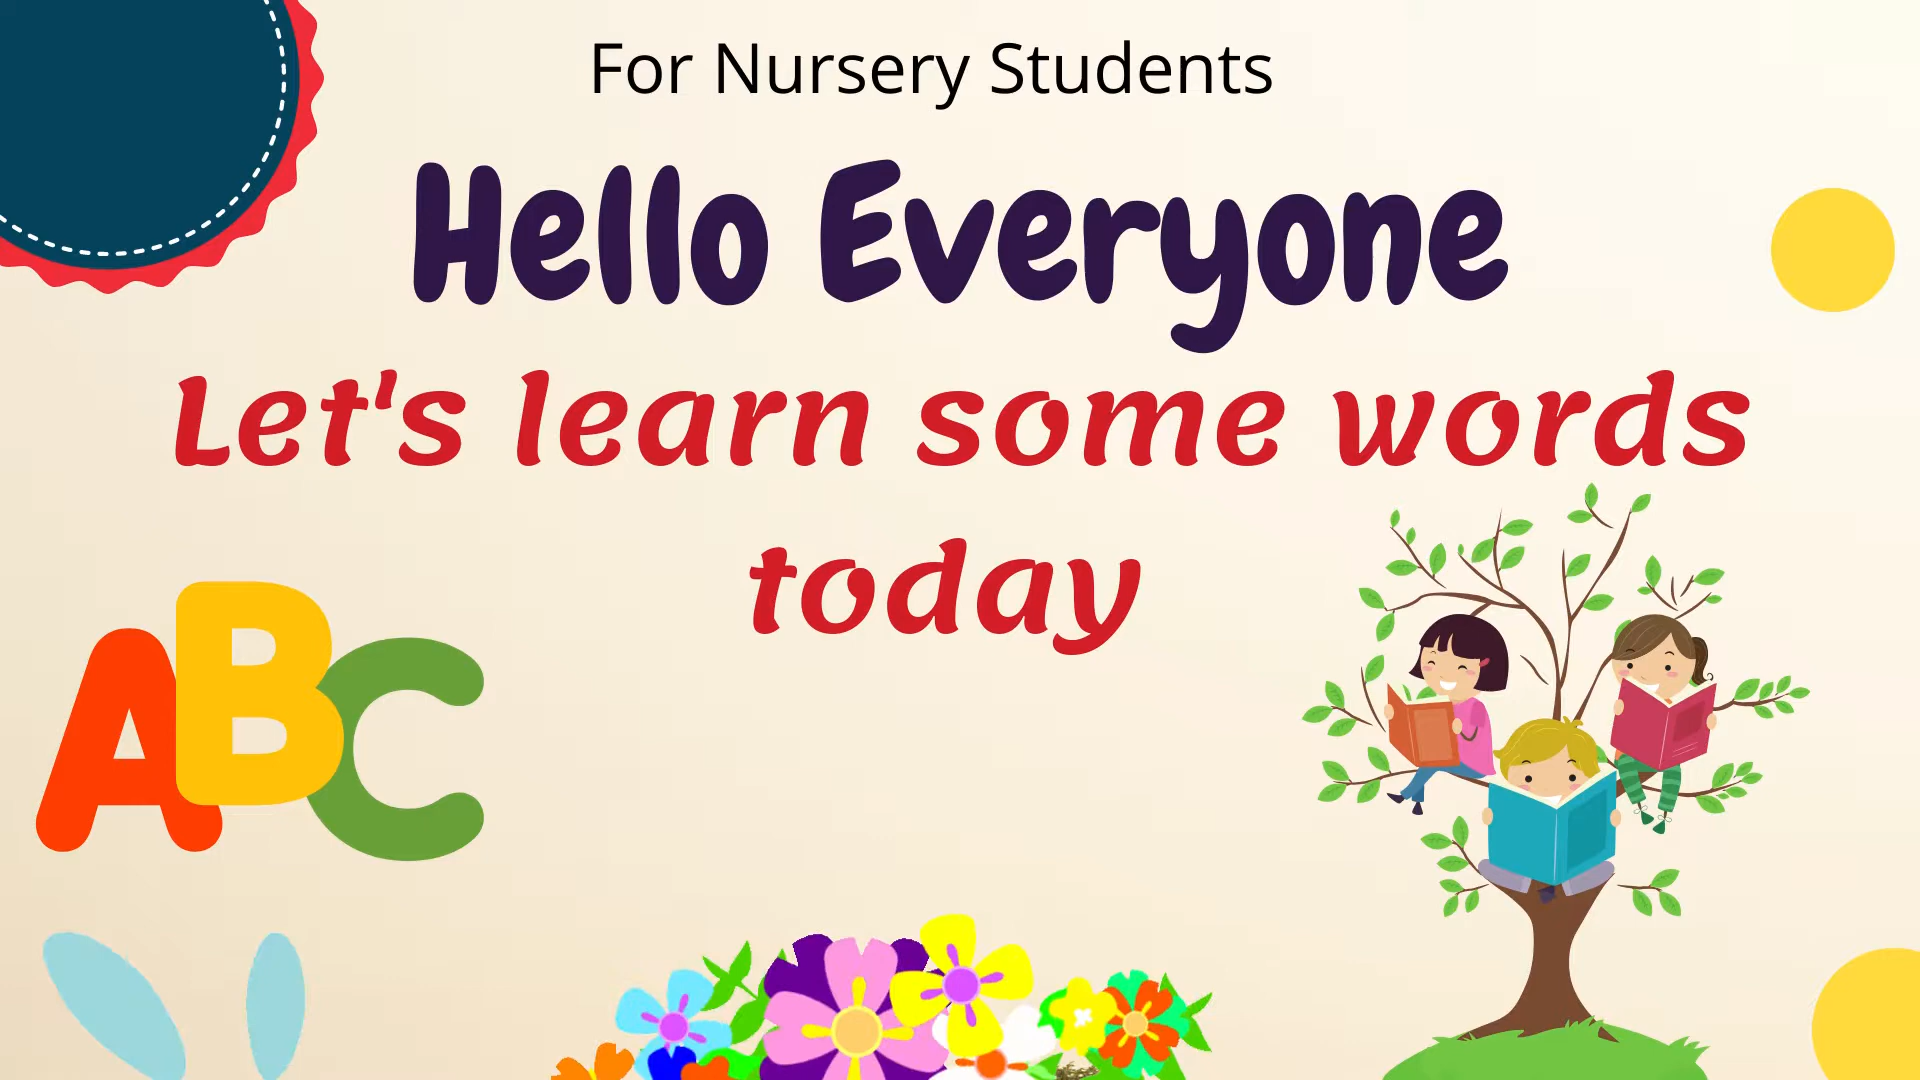 For Nursery Students
Hello Everyone
Let's learn some words
today
ABC